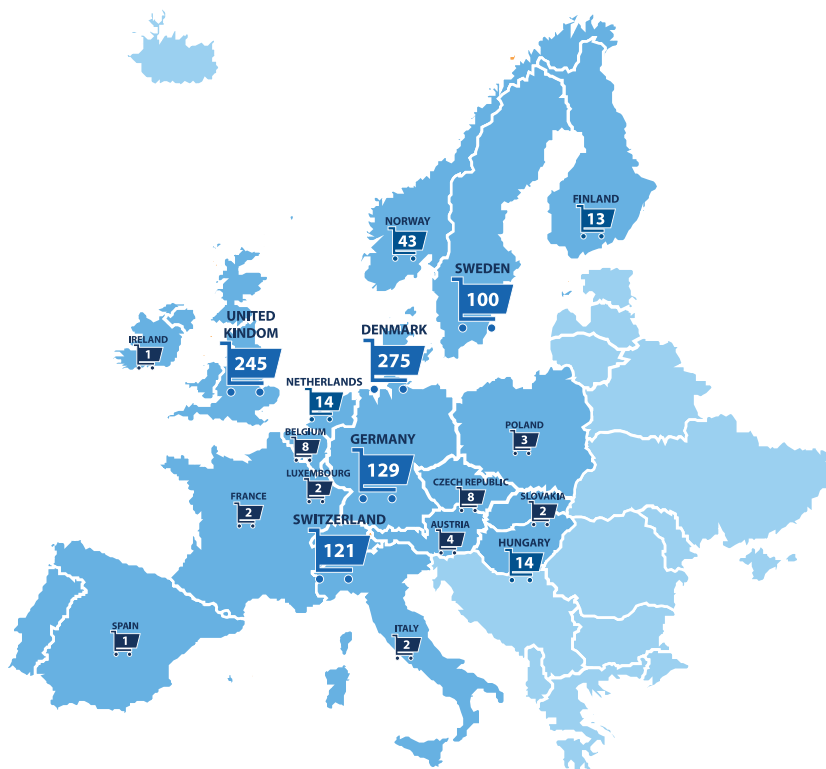 FINLAND
13
NORWAY
43
SWEDEN
100
UNITED
KINDOM
245
IRELAND
1
DENMARK
275
NETHERLANDS
14
BELGIUM
8
GERMANY
129
POLAND
3
LUXEMBOURG
2
CZECH REPUBLIC
8
SLOVAKIA
2
FRANCE
2
SWITZERLAND
121
AUSTRIA
4
HUNGARY
14
SPAIN
1
ITALY
2